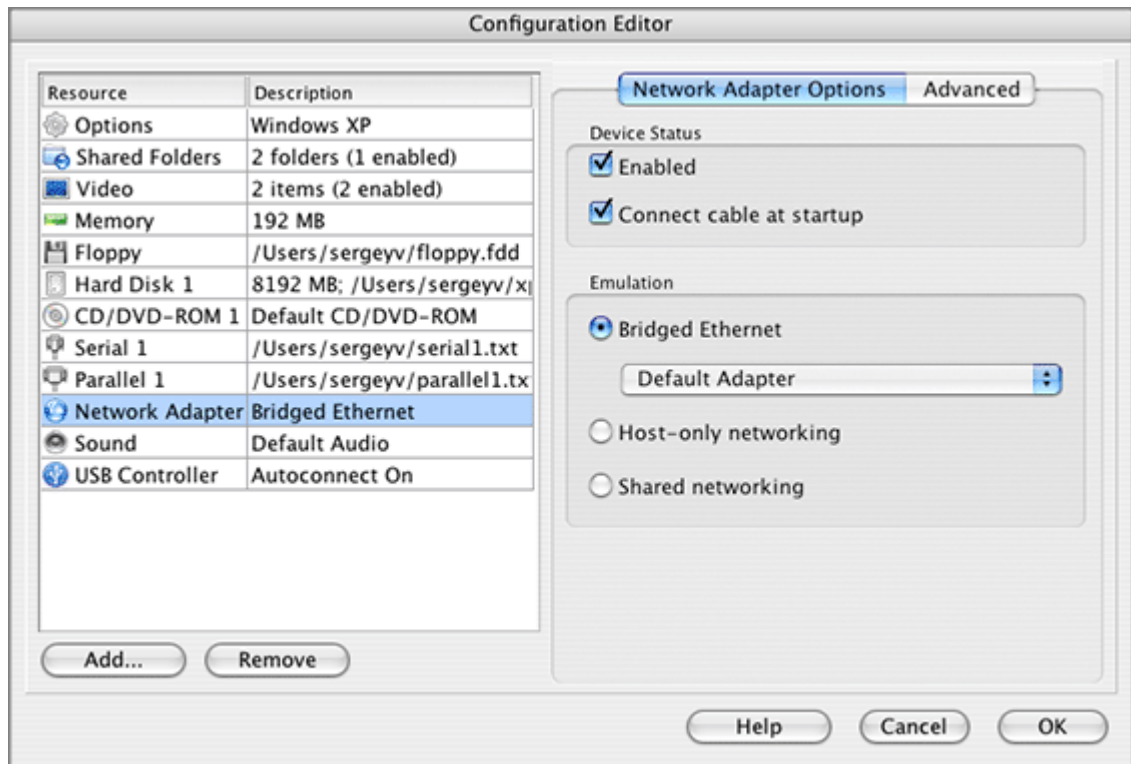 Configuration Editor
Resource Description
Options Windows XP
Shared Folders 2 folders (1 enabled)
Video 2 items (2 enabled)
Memory 192 MB
Floppy /Users/sergeyv/floppy.fdd
Hard Disk 1 8192 MB; /Users/sergeyv/xp
CD/DVD-ROM 1 Default CD/DVD-ROM
Serial 1 /Users/sergeyv/serial1.txt
Parallel 1 /Users/sergeyv/parallel1.tx
Network Adapter Bridged Ethernet
Sound Default Audio
USB Controller Autoconnect On
Add... Remove
Network Adapter Options Advanced
Device Status
Enabled
Connect cable at startup
Emulation
Bridged Ethernet
Default Adapter
Host-only networking
Shared networking
Help Cancel OK